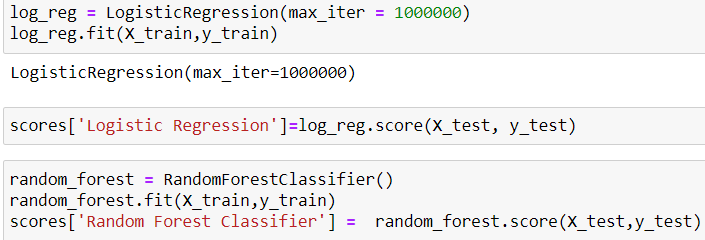 log_reg = LogisticRegression(max_iter = 1000000)
log_reg.fit(X_train,y_train)
LogisticRegression(max_iter=1000000)
scores['Logistic Regression']=log_reg.score(X_test, y_test)
random_forest = RandomForestClassifier()
random_forest.fit(X_train,y_train)
scores['Random Forest Classifier'] =  random_forest.score(X_test,y_test)